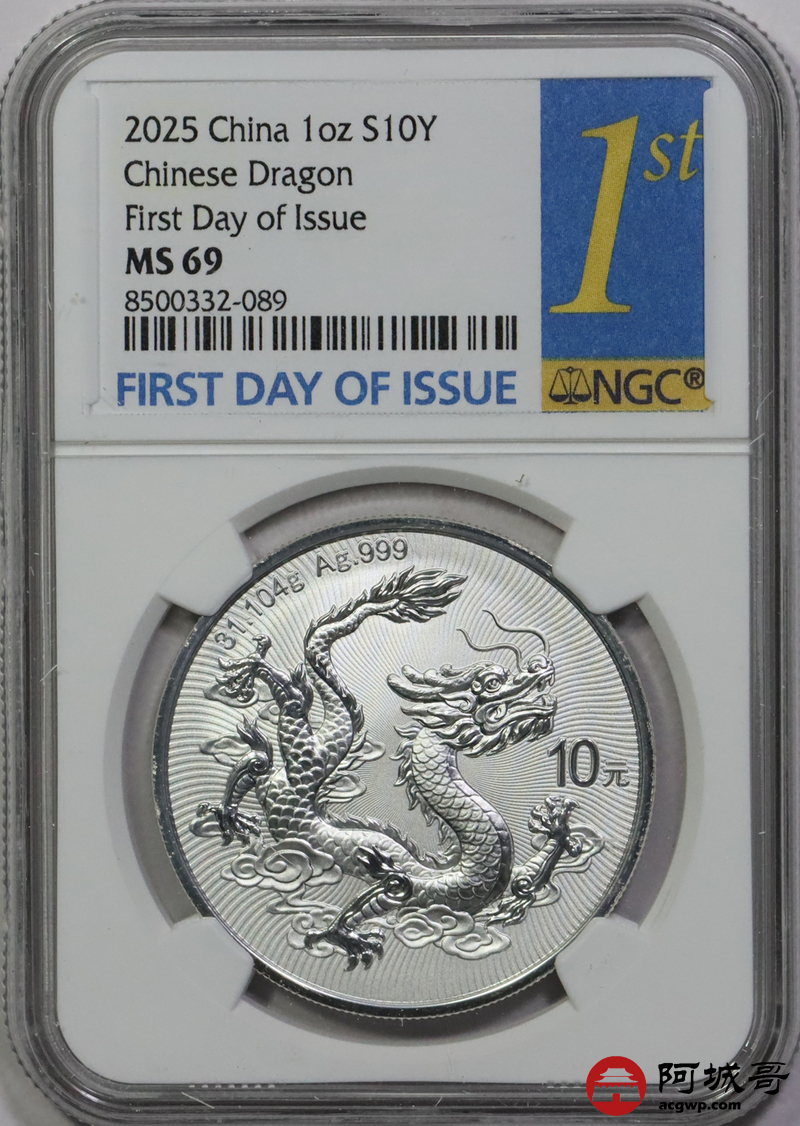 2025 China 1oz S10Y
Chinese Dragon
First Day of Issue
MS 69
8500332-089
FIRST DAY OF ISSUE
1st
NGC®
31.104g Ag.999
10元
阿城哥
acgwp.com